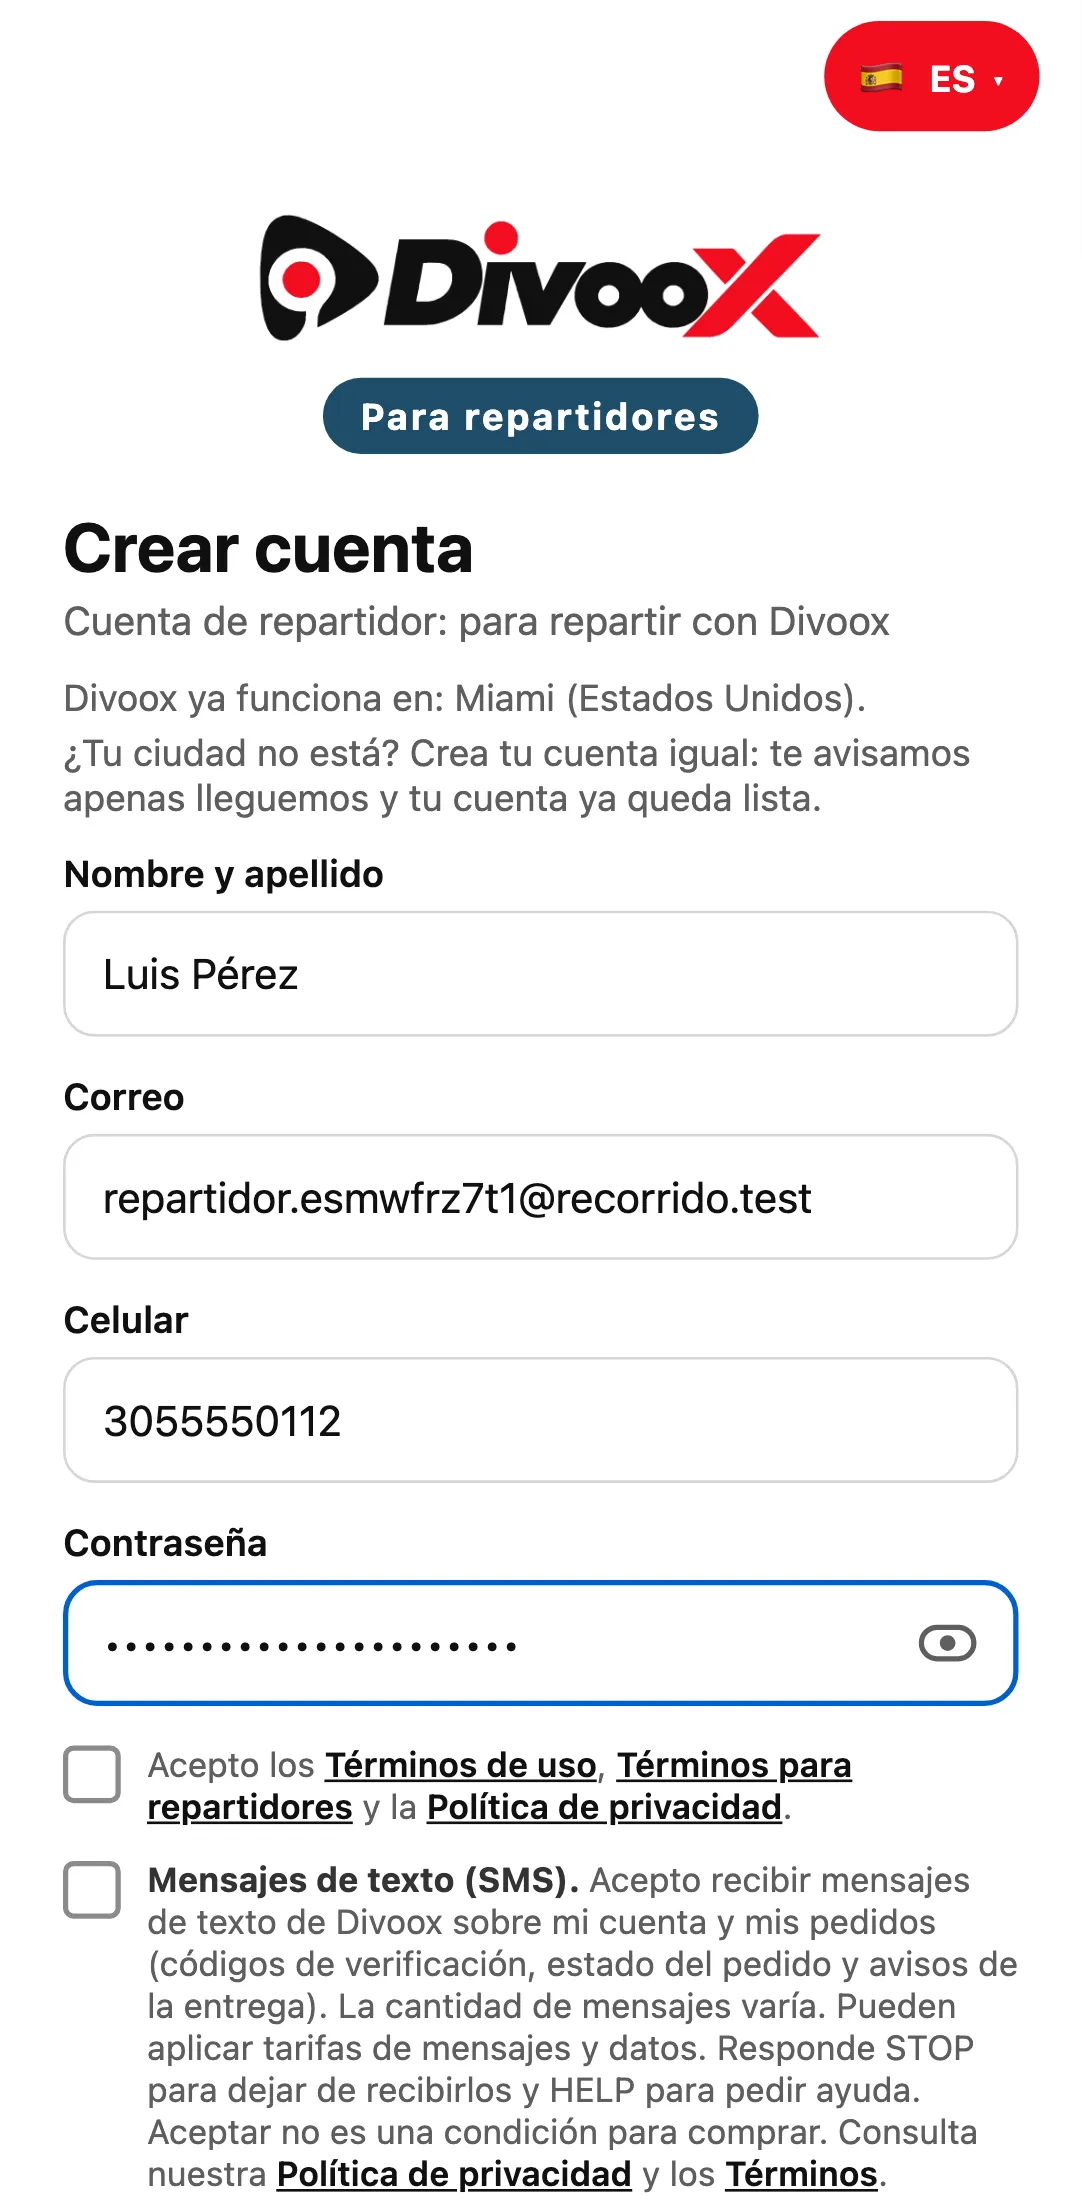 ES
DivooX
Para repartidores
Crear cuenta
Cuenta de repartidor: para repartir con Divoox
Divoox ya funciona en: Miami (Estados Unidos).
¿Tu ciudad no está? Crea tu cuenta igual: te avisamos
apenas lleguemos y tu cuenta ya queda lista.
Nombre y apellido
Luis Pérez
Correo
repartidor.esmwfrz7t1@recorrido.test
Celular
3055550112
Contraseña
Acepto los Términos de uso, Términos para
repartidores y la Política de privacidad.
Mensajes de texto (SMS). Acepto recibir mensajes
de texto de Divoox sobre mi cuenta y mis pedidos
(códigos de verificación, estado del pedido y avisos de
la entrega). La cantidad de mensajes varía. Pueden
aplicar tarifas de mensajes y datos. Responde STOP
para dejar de recibirlos y HELP para pedir ayuda.
Aceptar no es una condición para comprar. Consulta
nuestra Política de privacidad y los Términos.